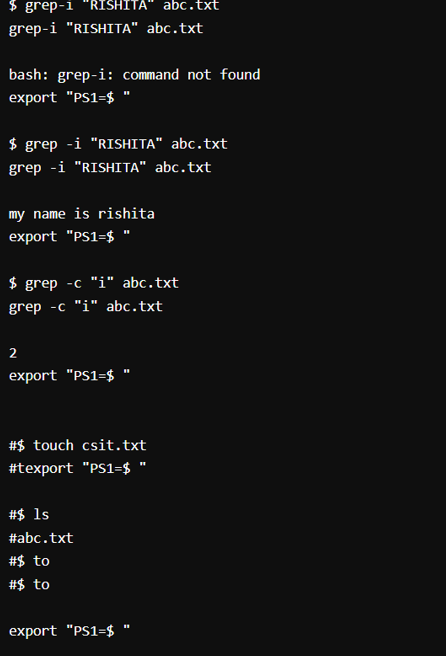 $ grep-i "RISHITA" abc.txt
grep-i "RISHITA" abc.txt
bash: grep-i: command not found
export "PS1=$ "
$ grep -i "RISHITA" abc.txt
grep -i "RISHITA" abc.txt
my name is rishita
export "PS1=$ "
$ grep -c "i" abc.txt
grep -c "i" abc.txt
2
export "PS1=$ "
#$ touch csit.txt
#texport "PS1=$ "
#$ ls
#abc.txt
#$ to
#$ to
export "PS1=$ "